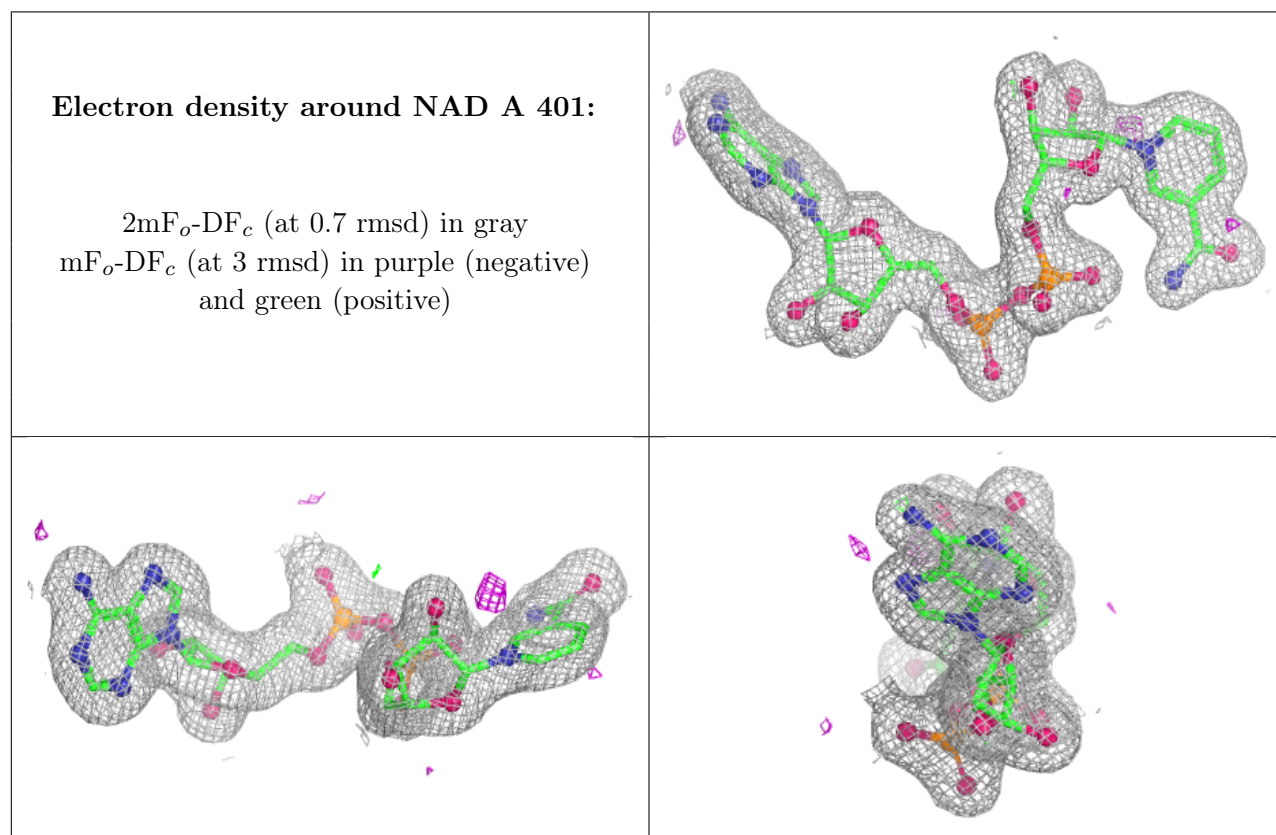 Electron density around NAD A 401:
2mFo-DFc (at 0.7 rmsd) in gray
mFo-DFc (at 3 rmsd) in purple (negative)
and green (positive)